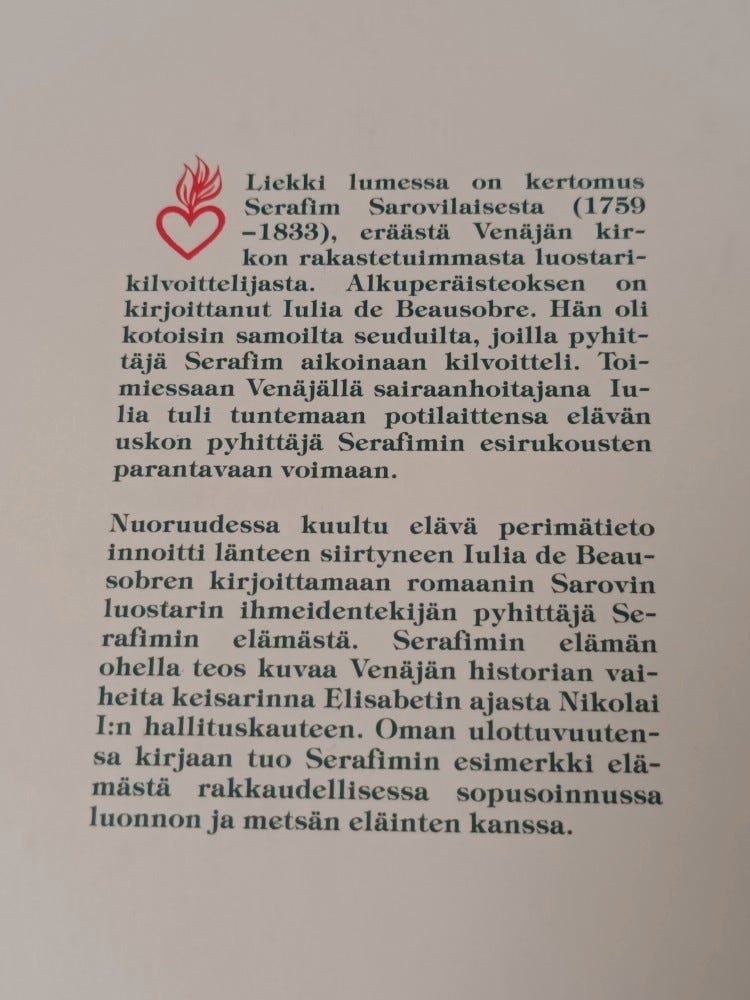 Liekki lumessa on kertomus
Serafim Sarovilaisesta (1759
–1833), eräästä Venäjän kir-
kon rakastetuimmasta luostari-
kilvoittelijasta. Alkuperäisteoksen on
kirjoittanut Iulia de Beausobre. Hän oli
kotoisin samoilta seuduilta, joilla pyhit-
täjä Serafim aikoinaan kilvoitteli. Toi-
miessaan Venäjällä sairaanhoitajana Iu-
lia tuli tuntemaan potilaittensa elävän
uskon pyhittäjä Serafimin esirukousten
parantavaan voimaan.
Nuoruudessa kuultu elävä perimätieto
innoitti länteen siirtyneen Iulia de Beau-
sobren kirjoittamaan romaanin Sarovin
luostarin ihmeidentekijän pyhittäjä Se-
rafimin elämästä. Serafimin elämän
ohella teos kuvaa Venäjän historian vai-
heita keisarinna Elisabetin ajasta Nikolai
I:n hallituskauteen. Oman ulottuvuuten-
sa kirjaan tuo Serafimin esimerkki elä-
mästä rakkaudellisessa sopusoinnussa
luonnon ja metsän eläinten kanssa.